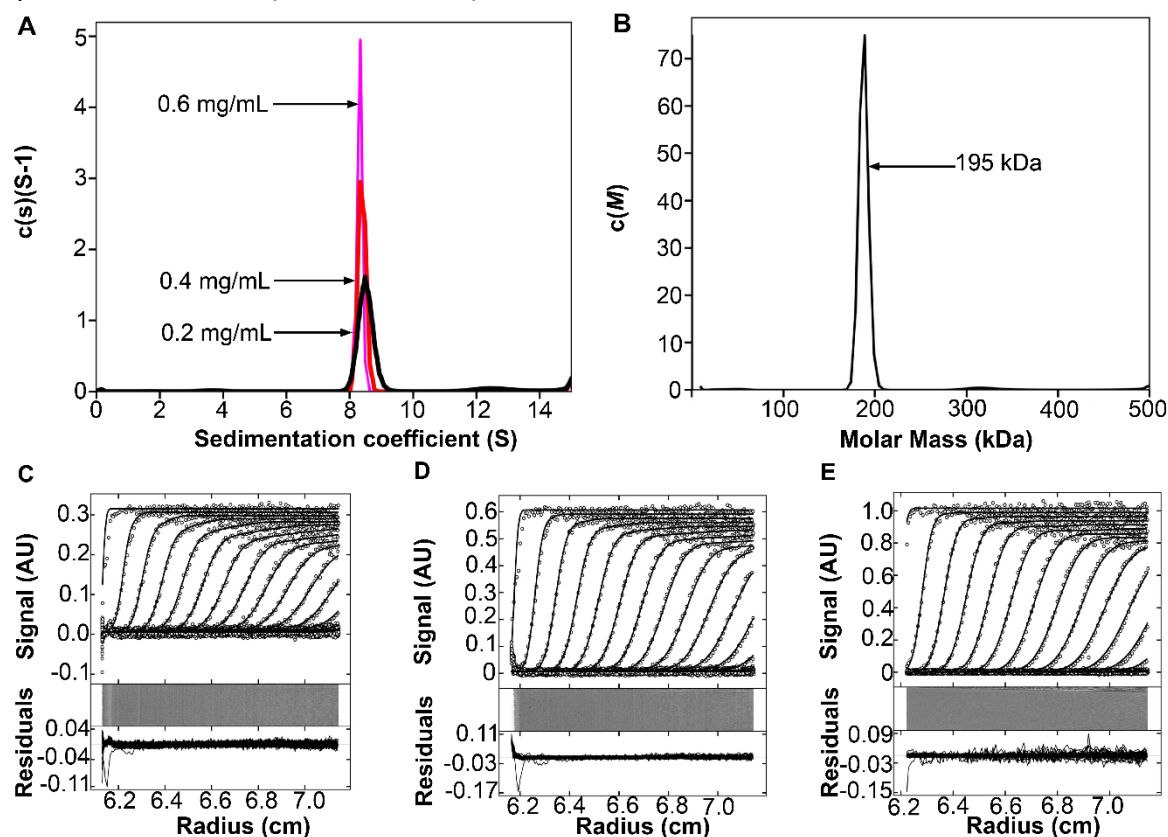 A
c(s)(S-1)
5
4
3
2
1
0
0.6 mg/mL
0.4 mg/mL
0.2 mg/mL
0 2 4 6 8 10 12 14
Sedimentation coefficient (S)
B
c(M)
70
60
50
40
30
20
10
0
195 kDa
100 200 300 400 500
Molar Mass (kDa)
C
Signal (AU)
0.3
0.2
0.1
0.0
-0.1
Residuals
0.04
-0.04
-0.11
6.2 6.4 6.6 6.8 7.0
Radius (cm)
D
Signal (AU)
0.6
0.5
0.4
0.3
0.2
0.1
0
Residuals
0.11
-0.03
-0.17
6.2 6.4 6.6 6.8 7.0
Radius (cm)
E
Signal (AU)
1.0
0.8
0.6
0.4
0.2
0
Residuals
0.09
-0.03
-0.15
6.2 6.4 6.6 6.8 7.0
Radius (cm)